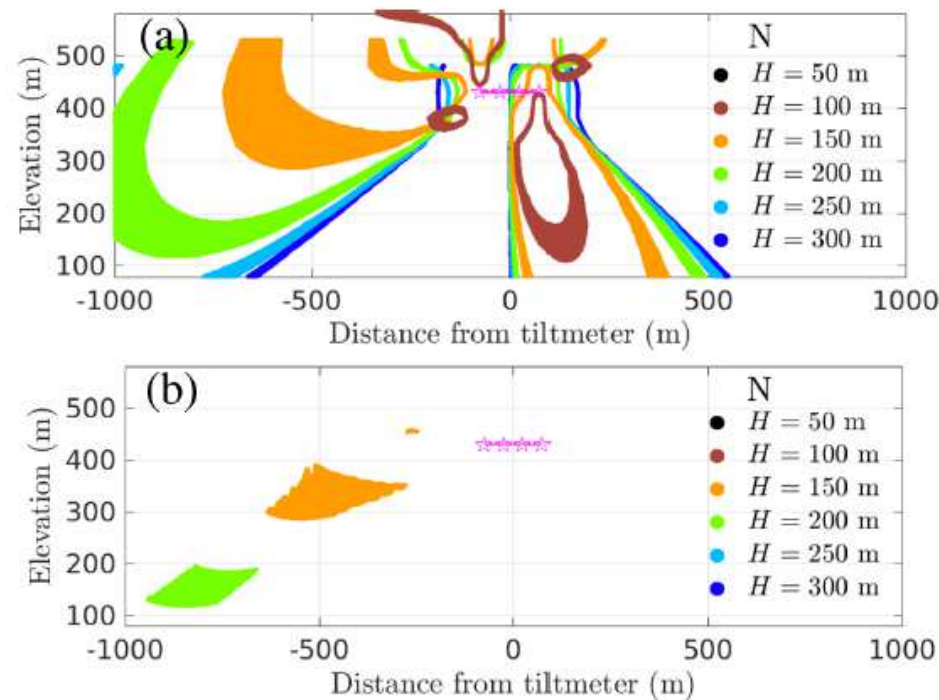 (a)
N
H = 50 m
H = 100 m
H = 150 m
H = 200 m
H = 250 m
H = 300 m
Elevation (m)
500
400
300
200
100
-1000 -500 0 500 1000
Distance from tiltmeter (m)
(b)
N
H = 50 m
H = 100 m
H = 150 m
H = 200 m
H = 250 m
H = 300 m
Elevation (m)
500
400
300
200
100
-1000 -500 0 500 1000
Distance from tiltmeter (m)